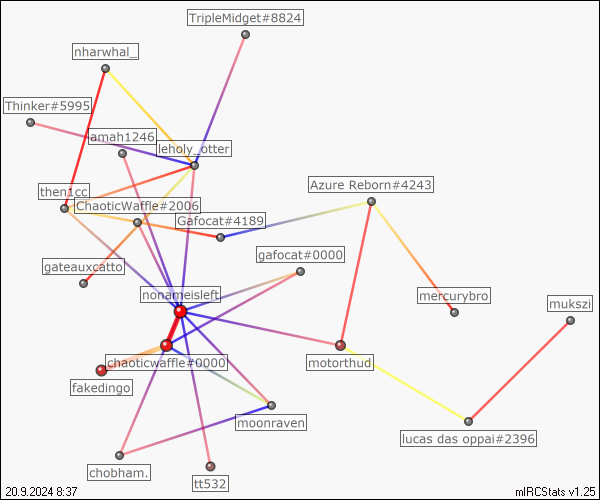 TripleMidget#8824
nharwhal_
Thinker#5995
amah1246
leholy_otter
then1cc
Azure Reborn#4243
ChaoticWaffle#2006
Gafocat#4189
gafocat#0000
gateauxcatto
nonameisleft
mercurybro
mukszi
chaoticwaffle#0000
motorthud
fakedingo
moonraven
lucas das oppai#2396
chobham.
tt532
20.9.2024 8:37
mIRCStats v1.25